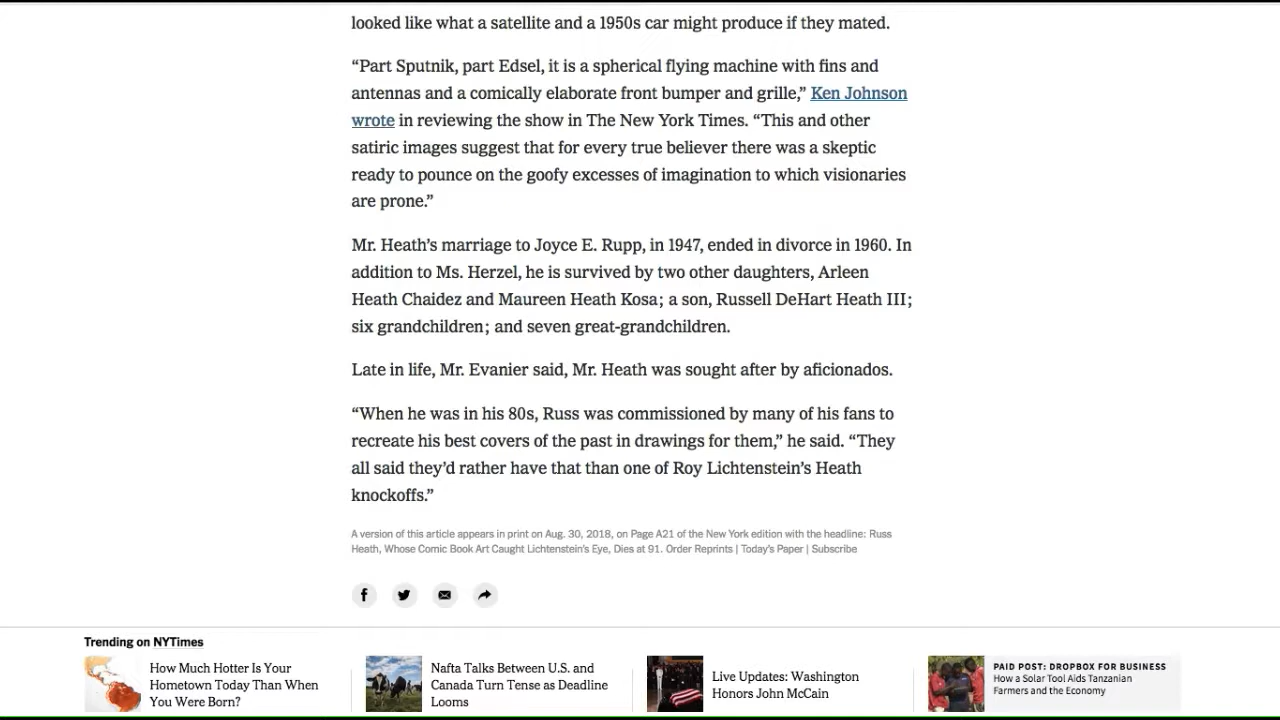 looked like what a satellite and a 1950s car might produce if they mated.
“Part Sputnik, part Edsel, it is a spherical flying machine with fins and
antennas and a comically elaborate front bumper and grille,” Ken Johnson
wrote in reviewing the show in The New York Times. “This and other
satiric images suggest that for every true believer there was a skeptic
ready to pounce on the goofy excesses of imagination to which visionaries
are prone.”
Mr. Heath’s marriage to Joyce E. Rupp, in 1947, ended in divorce in 1960. In
addition to Ms. Herzel, he is survived by two other daughters, Arleen
Heath Chaidez and Maureen Heath Kosa; a son, Russell DeHart Heath III;
six grandchildren; and seven great-grandchildren.
Late in life, Mr. Evanier said, Mr. Heath was sought after by aficionados.
“When he was in his 80s, Russ was commissioned by many of his fans to
recreate his best covers of the past in drawings for them,” he said. “They
all said they’d rather have that than one of Roy Lichtenstein’s Heath
knockoffs.”
A version of this article appears in print on Aug. 30, 2018, on Page A21 of the New York edition with the headline: Russ
Heath, Whose Comic Book Art Caught Lichtenstein’s Eye, Dies at 91. Order Reprints | Today’s Paper | Subscribe
Trending on NYTimes
How Much Hotter Is Your
Hometown Today Than When
You Were Born?
Nafta Talks Between U.S. and
Canada Turn Tense as Deadline
Looms
Live Updates: Washington
Honors John McCain
PAID POST: DROPBOX FOR BUSINESS
How a Solar Tool Aids Tanzanian
Farmers and the Economy